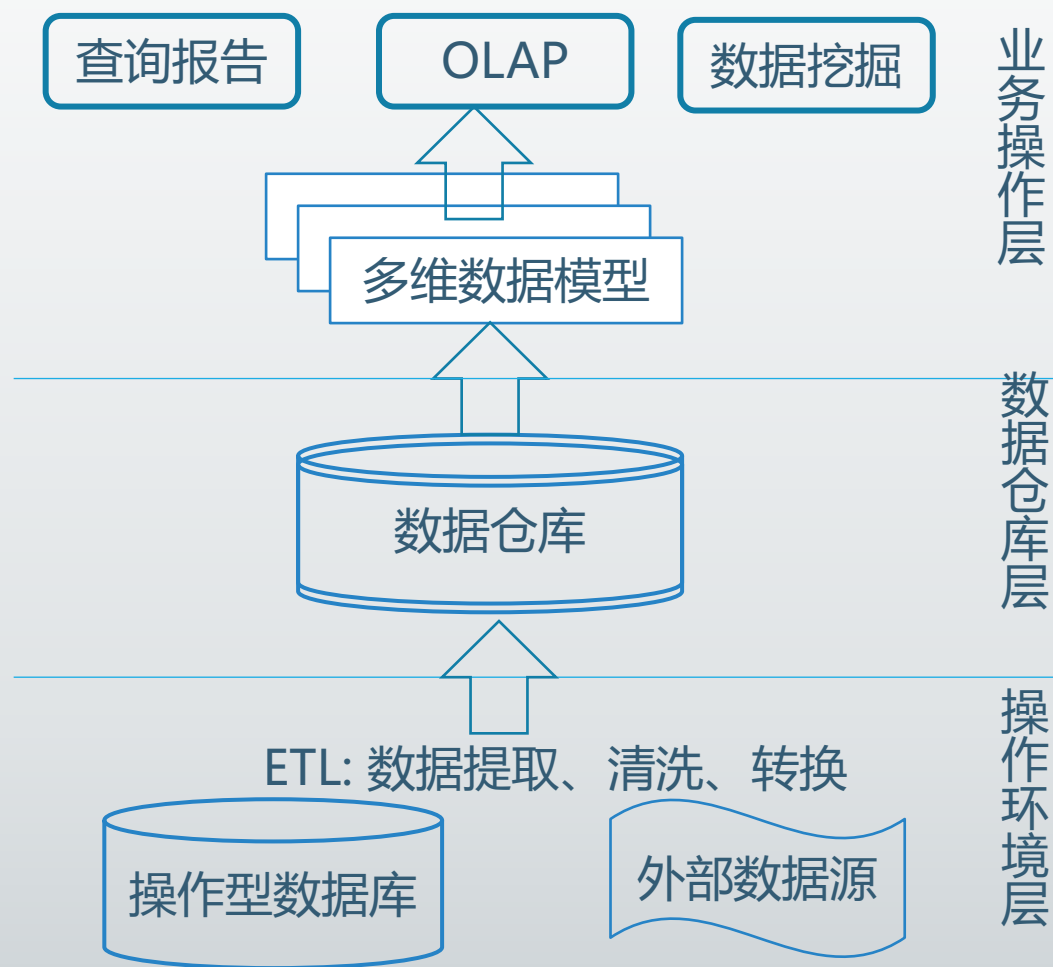 查询报告
OLAP
数据挖掘
业务操作层
多维数据模型
数据仓库层
数据仓库
操作环境层
ETL: 数据提取、清洗、转换
操作型数据库
外部数据源